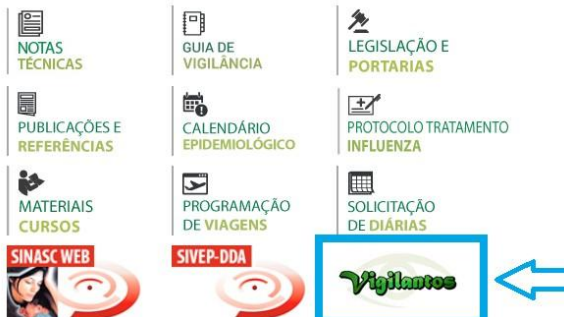 NOTAS
TÉCNICAS
GUIA DE
VIGILÂNCIA
LEGISLAÇÃO E
PORTARIAS
PUBLICAÇÕES E
REFERÊNCIAS
CALENDÁRIO
EPIDEMIOLÓGICO
PROTOCOLO TRATAMENTO
INFLUENZA
MATERIAIS
CURSOS
PROGRAMAÇÃO
DE VIAGENS
SOLICITAÇÃO
DE DIÁRIAS
SINASC WEB
SIVEP-DDA
Vigilantos